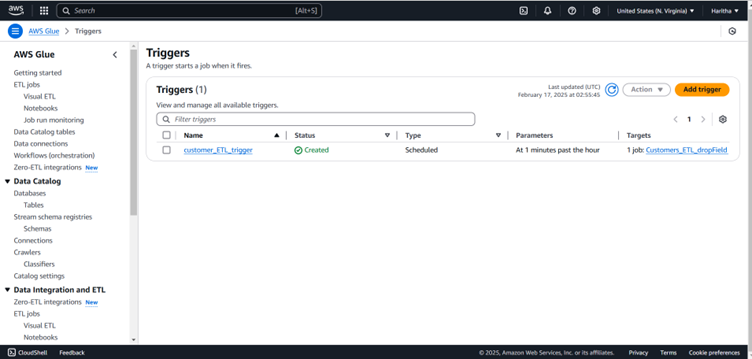 aws
Search
[Alt+S]
United States (N. Virginia)
Haritha
AWS Glue > Triggers
AWS Glue
Getting started
ETL jobs
Visual ETL
Notebooks
Job run monitoring
Data Catalog tables
Data connections
Workflows (orchestration)
Zero-ETL integrations New
Data Catalog
Databases
Tables
Stream schema registries
Schemas
Connections
Crawlers
Classifiers
Catalog settings
Data Integration and ETL
Zero-ETL integrations New
ETL jobs
Visual ETL
Notebooks
Triggers
A trigger starts a job when it fires.
Triggers (1)
View and manage all available triggers.
Last updated (UTC)
February 17, 2025 at 02:55:45
Action
Add trigger
Filter triggers
1
Name Status Type Parameters Targets
customer_ETL_trigger Created Scheduled At 1 minutes past the hour 1 job: Customers_ETL_dropField
CloudShell Feedback © 2025, Amazon Web Services, Inc. or its affiliates. Privacy Terms Cookie preferences